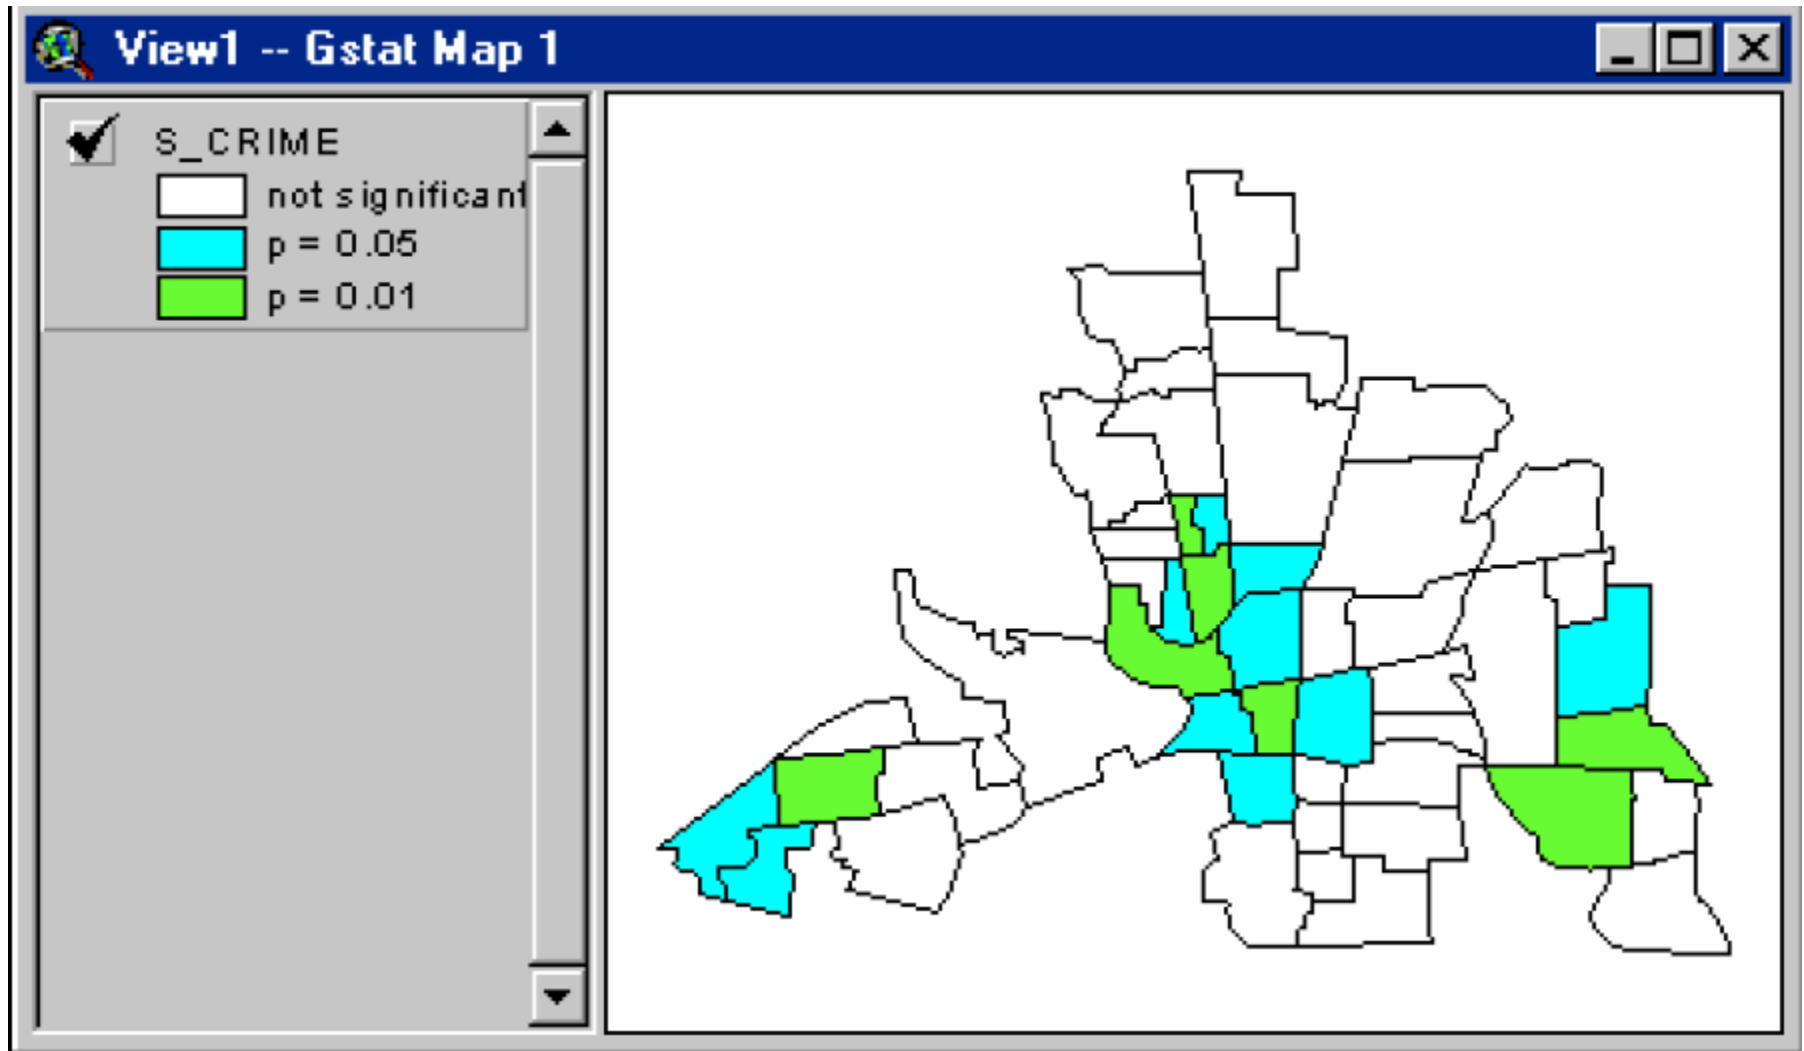 View1 -- Gstat Map 1
S_CRIME
not significant
p = 0.05
p = 0.01